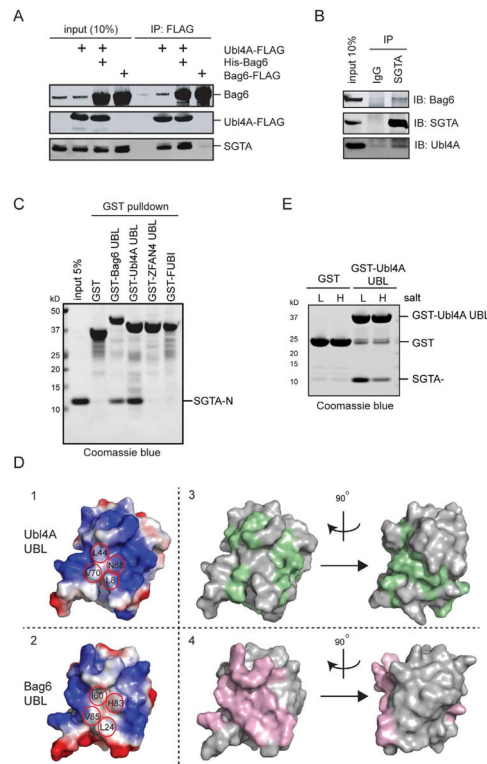 A
input (10%) IP: FLAG
+ + + + Ubl4A-FLAG
+ + His-Bag6
+ + Bag6-FLAG
Bag6
Ubl4A-FLAG
SGTA
B
input 10%
IP
IgG
SGTA
IB: Bag6
IB: SGTA
IB: Ubl4A
C
GST pulldown
input 5%
GST
GST-Bag6 UBL
GST-Ubl4A UBL
GST-ZFAN4 UBL
GST-FUBI
kD
50
37
25
20
15
10
SGTA-N
Coomassie blue
E
GST
GST-Ubl4A
UBL
kD L H L H salt
50
37
25
15
10
GST-Ubl4A UBL
GST
SGTA-
Coomassie blue
D
1
Ubl4A
UBL
L44
N68
V70
L8
3
90°
2
Bag6
UBL
I60
H83
V85
L24
4
90°